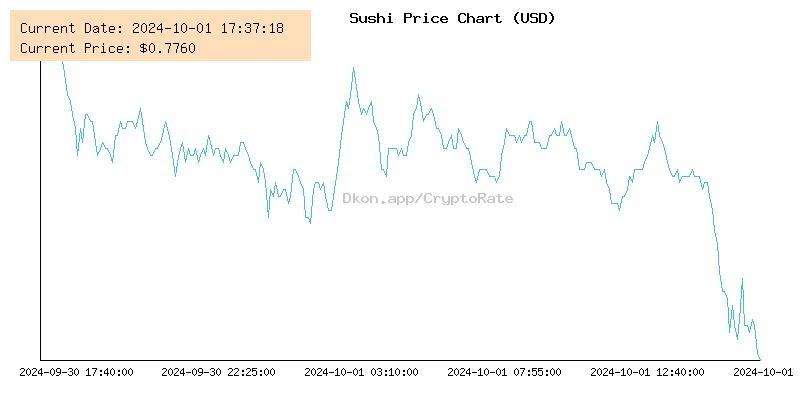 Sushi Price Chart (USD)
Current Date: 2024-10-01 17:37:18
Current Price: $0.7760
Dkon.app/CryptoRate
2024-09-30 17:40:00 2024-09-30 22:25:00 2024-10-01 03:10:00 2024-10-01 07:55:00 2024-10-01 12:40:00 2024-10-01